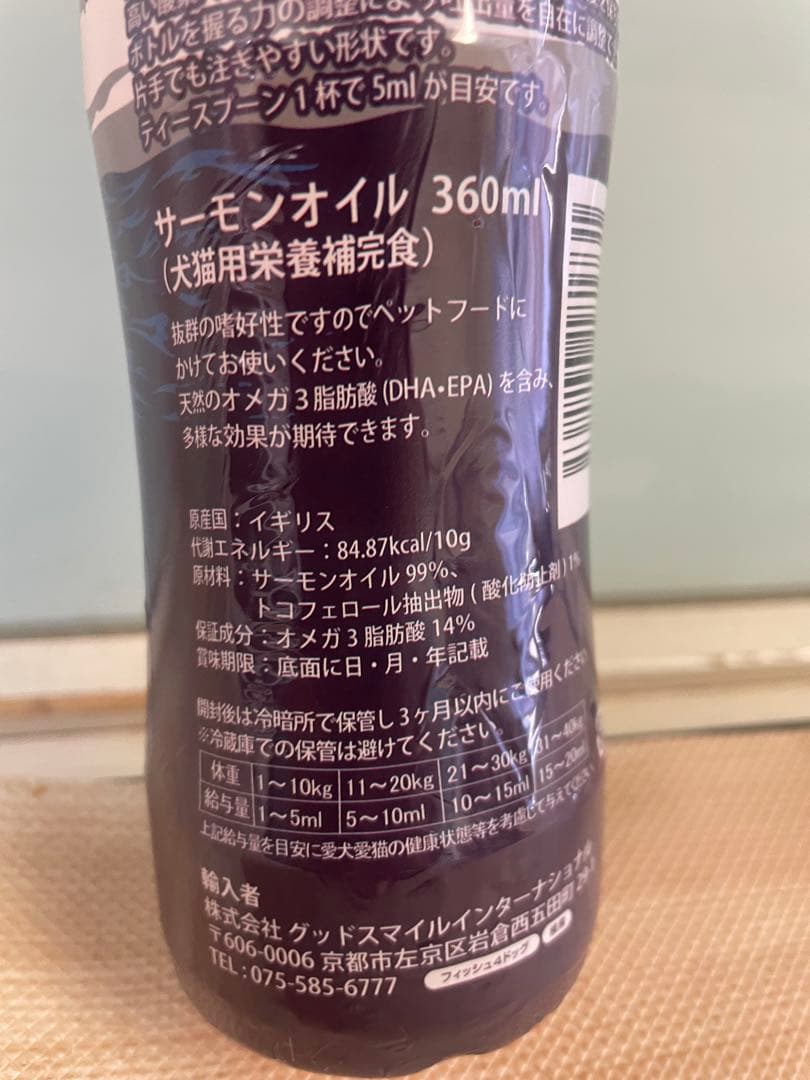 高い酸素
ボトルを握る力の調整により吐出量を自在に調整で
片手でも注ぎやすい形状です。
ティースプーン1杯で5mlが目安です。
サーモンオイル 360ml
(犬猫用栄養補完食)
抜群の嗜好性ですのでペットフードに
かけてお使いください。
天然のオメガ3脂肪酸(DHA・EPA)を含み、
多様な効果が期待できます。
原産国:イギリス
代謝エネルギー:84.87kcal/10g
原材料:サーモンオイル99%、
トコフェロール抽出物(酸化防止剤)1%
保証成分:オメガ3脂肪酸14%
賞味期限:底面に日・月・年記載
開封後は冷暗所で保管し3ヶ月以内にご使用ください
※冷蔵庫での保管は避けてください。
体重 1〜10kg 11〜20kg 21〜30kg 31〜40kg
給与量 1〜5ml 5〜10ml 10〜15ml 15〜20ml
上記給与量を目安に愛犬愛猫の健康状態等を考慮して与えてください
輸入者
株式会社 グッドスマイルインターナショナル
〒606-0006 京都市左京区岩倉西五田町
TEL:075-585-6777 フィッシュ4ドッグ